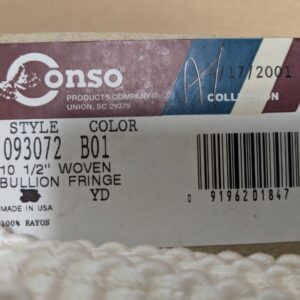 Conso
PRODUCTS COMPANY
UNION, SC 29379
4/17/2001
COLLECTION
STYLE COLOR
093072 B01
10 1/2" WOVEN
BULLION FRINGE
YD
MADE IN USA
100% RAYON
0 9196201847